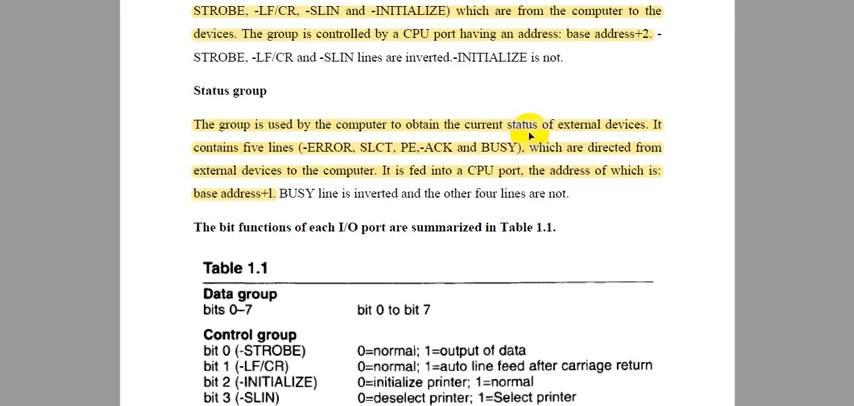 STROBE, -LF/CR, -SLIN and -INITIALIZE) which are from the computer to the
devices. The group is controlled by a CPU port having an address: base address+2. -
STROBE, -LF/CR and -SLIN lines are inverted.-INITIALIZE is not.
Status group
The group is used by the computer to obtain the current status of external devices. It
contains five lines (-ERROR, SLCT, PE,-ACK and BUSY), which are directed from
external devices to the computer. It is fed into a CPU port, the address of which is:
base address+l. BUSY line is inverted and the other four lines are not.
The bit functions of each I/O port are summarized in Table 1.1.
Table 1.1
Data group
bits 0–7 bit 0 to bit 7
Control group
bit 0 (-STROBE) 0=normal; 1=output of data
bit 1 (-LF/CR) 0=normal; 1=auto line feed after carriage return
bit 2 (-INITIALIZE) 0=initialize printer; 1=normal
bit 3 (-SLIN) 0=deselect printer; 1=Select printer